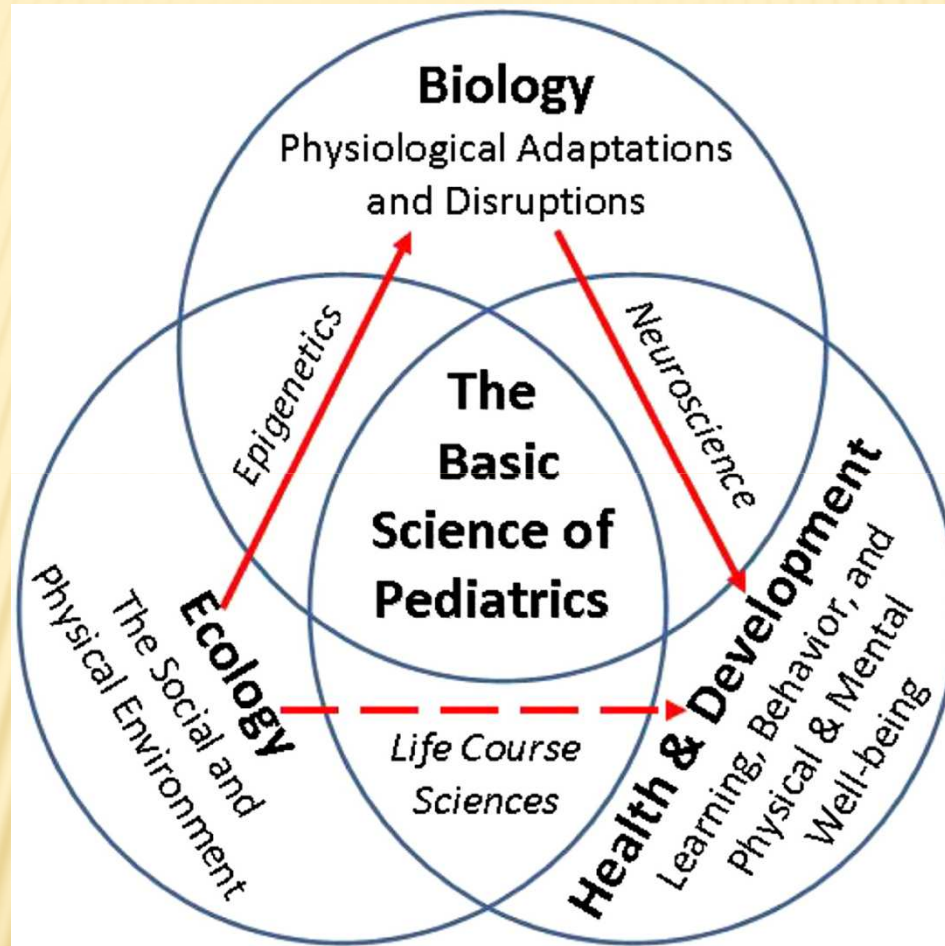 Biology
Physiological Adaptations
and Disruptions
Epigenetics
Neuroscience
The
Basic
Science of
Pediatrics
Ecology
The Social and
Physical Environment
Life Course
Sciences
Health & Development
Learning, Behavior, and
Physical & Mental
Well-being